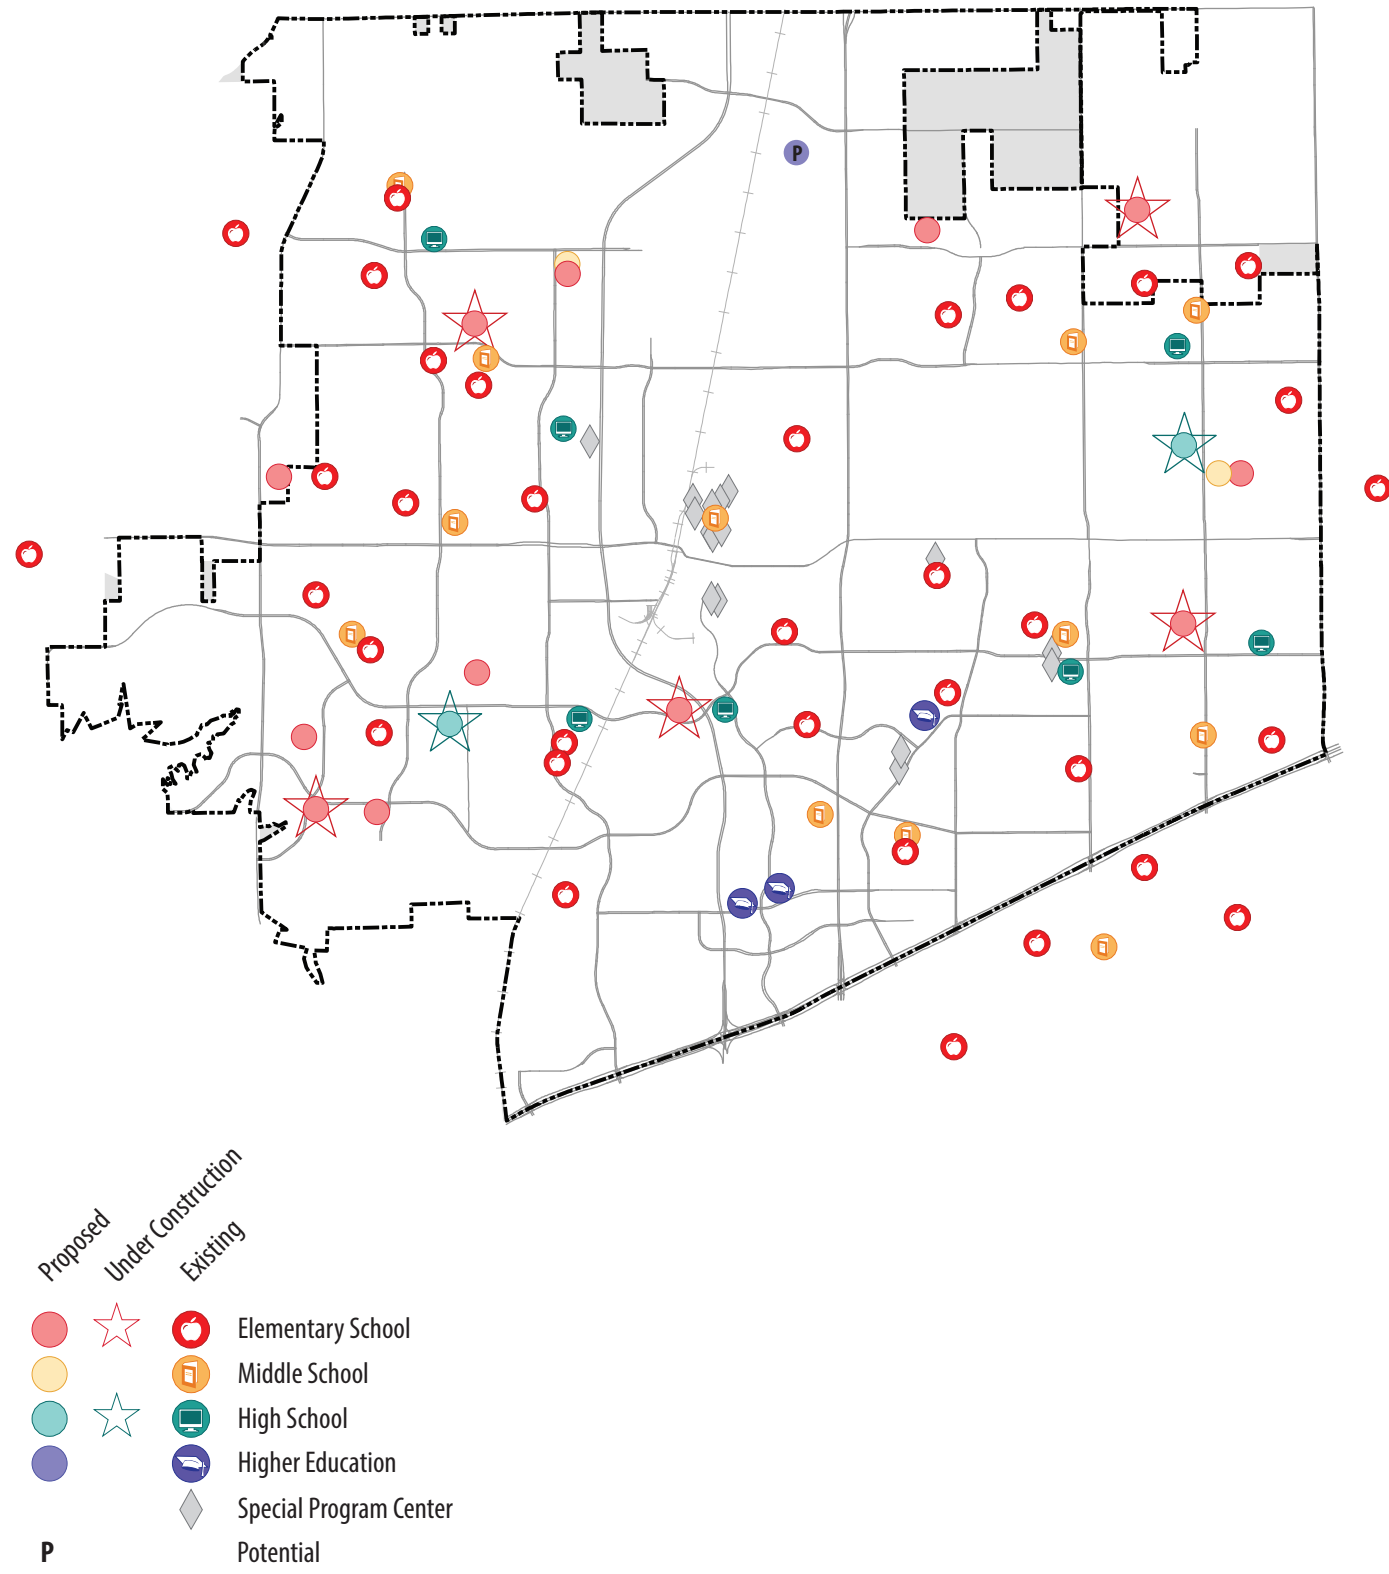 P
Proposed
Under Construction
Existing
Elementary School
Middle School
High School
Higher Education
Special Program Center
P Potential